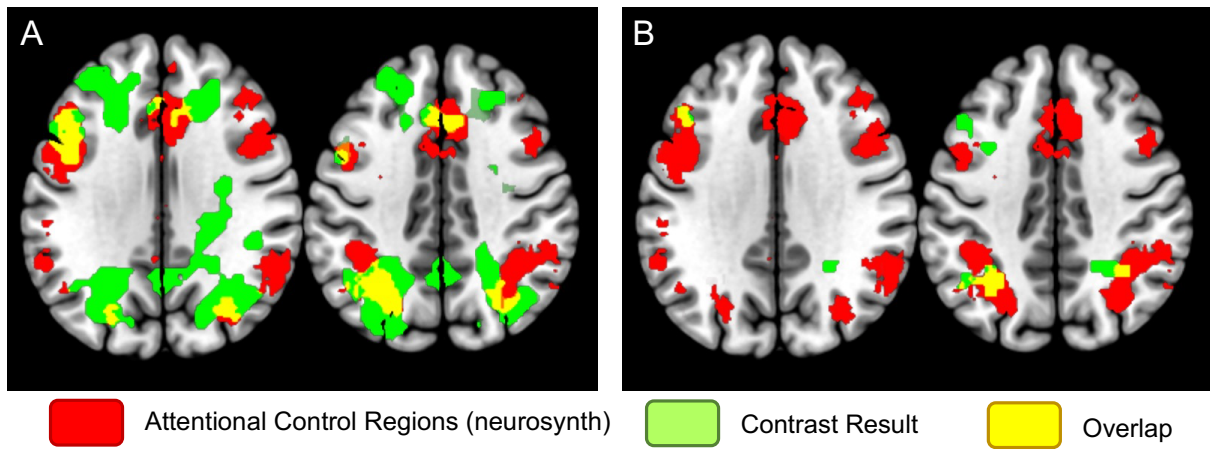 A
B
Attentional Control Regions (neurosynth)
Contrast Result
Overlap